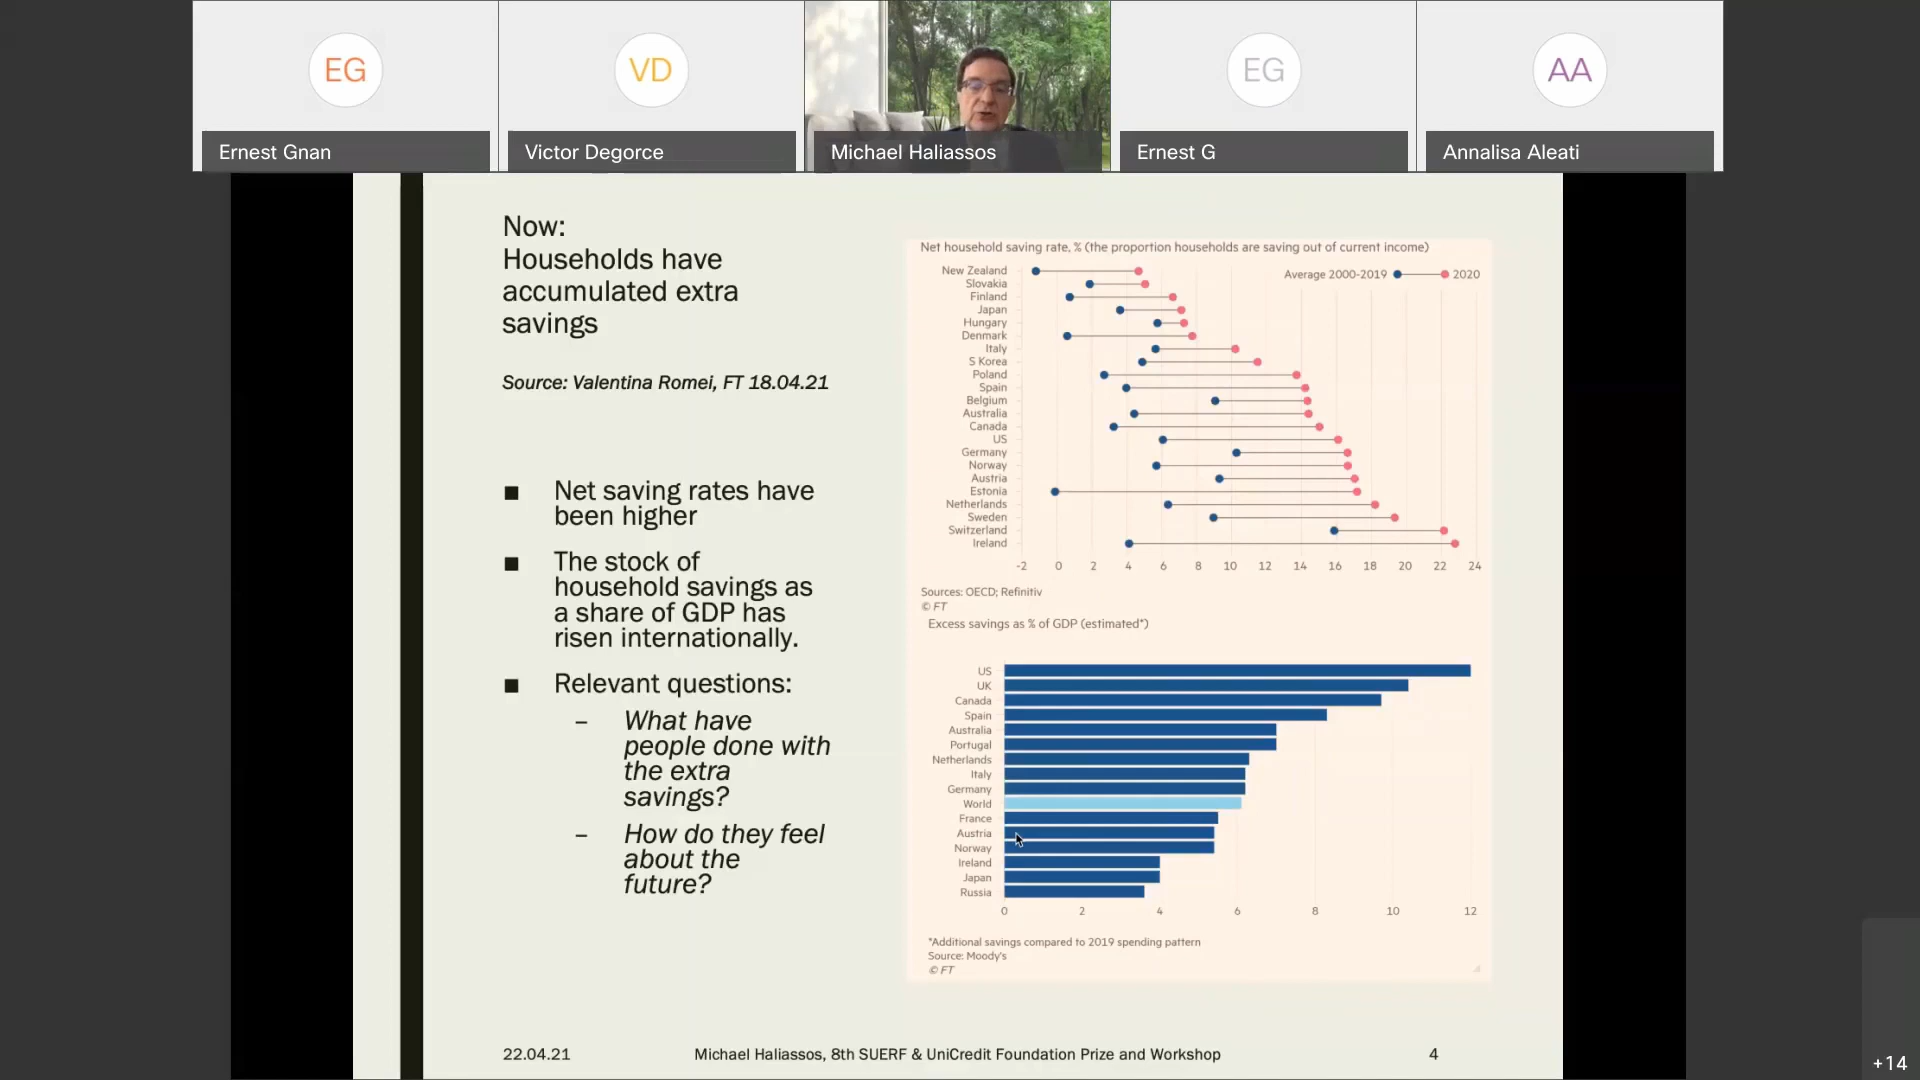 EG
VD
EG
AA
Ernest Gnan
Victor Degorce
Michael Haliassos
Ernest G
Annalisa Aleati
Now:
Households have
accumulated extra
savings
Source: Valentina Romei, FT 18.04.21
■ Net saving rates have
been higher
■ The stock of
household savings as
a share of GDP has
risen internationally.
■ Relevant questions:
– What have
people done with
the extra
savings?
– How do they feel
about the
future?
Net household saving rate, % (the proportion households are saving out of current income)
Average 2000-2019 2020
New Zealand
Slovakia
Finland
Japan
Hungary
Denmark
Italy
S Korea
Poland
Spain
Belgium
Australia
Canada
US
Germany
Norway
Austria
Estonia
Netherlands
Sweden
Switzerland
Ireland
-2 0 2 4 6 8 10 12 14 16 18 20 22 24
Sources: OECD; Refinitiv
© FT
Excess savings as % of GDP (estimated*)
US
UK
Canada
Spain
Australia
Portugal
Netherlands
Italy
Germany
World
France
Austria
Norway
Ireland
Japan
Russia
0 2 4 6 8 10 12
*Additional savings compared to 2019 spending pattern
Source: Moody's
© FT
22.04.21 Michael Haliassos, 8th SUERF & UniCredit Foundation Prize and Workshop 4
+14